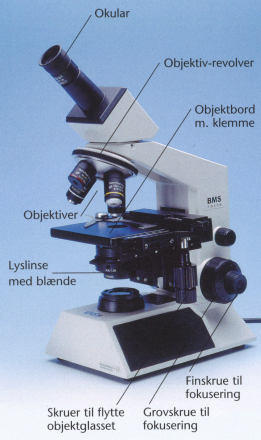 Okular
Objektiv-revolver
Objektbord
m. klemme
BMS
Objektiver
Lyslinse
med blænde
BMS
Finskrue til
fokusering
Skruer til flytte
objektglasset
Grovskrue til
fokusering